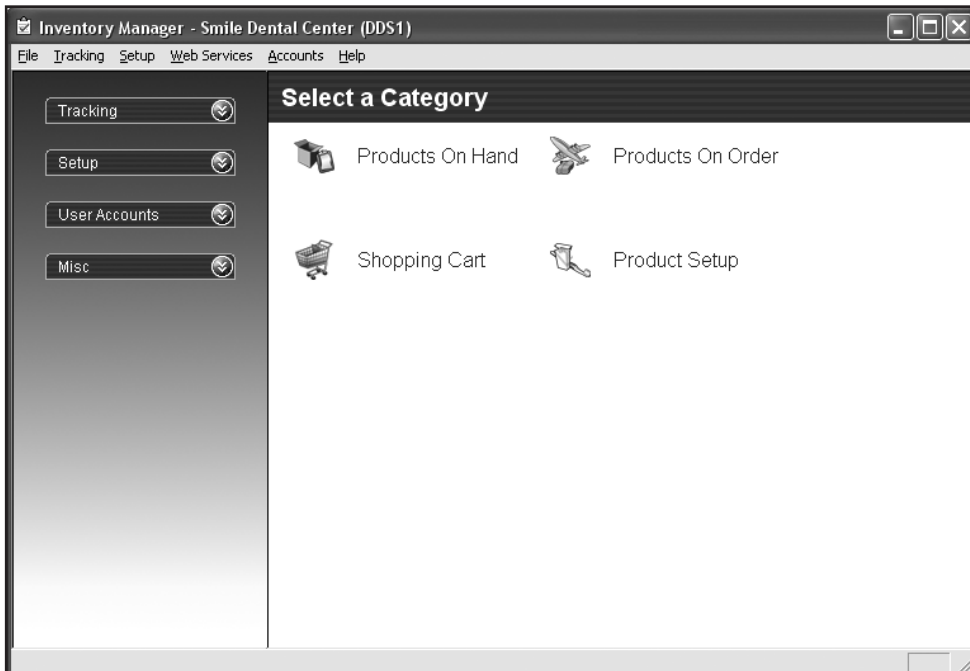 Inventory Manager - Smile Dental Center (DDS1)
File Tracking Setup Web Services Accounts Help
Tracking
Setup
User Accounts
Misc
Select a Category
Products On Hand
Products On Order
Shopping Cart
Product Setup